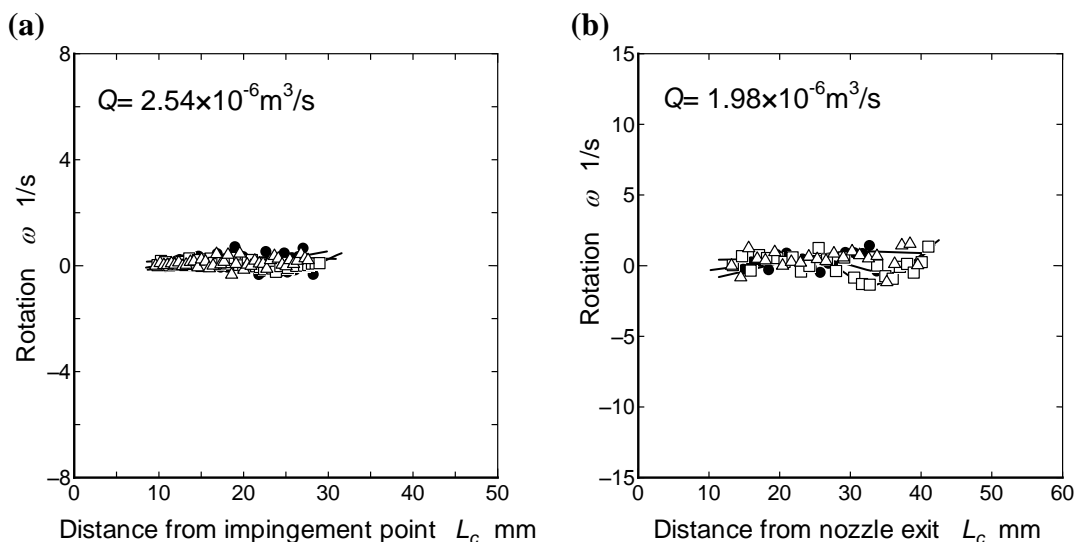 (a)
8
4
0
–4
–8
Rotation ω 1/s
Q= 2.54×10-6m3/s
0 10 20 30 40 50
Distance from impingement point Lc mm
(b)
15
10
5
0
–5
–10
–15
Rotation ω 1/s
Q= 1.98×10-6m3/s
0 10 20 30 40 50 60
Distance from nozzle exit Lc mm